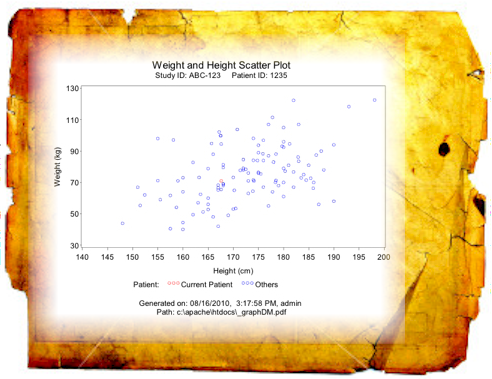 Weight and Height Scatter Plot
Study ID: ABC-123 Patient ID: 1235
Weight (kg)
130
110
90
70
50
30
140 145 150 155 160 165 170 175 180 185 190 195 200
Height (cm)
Patient: Current Patient Others
Generated on: 08/16/2010, 3:17:58 PM, admin
Path: c:\apache\htdocs\_graphDM.pdf